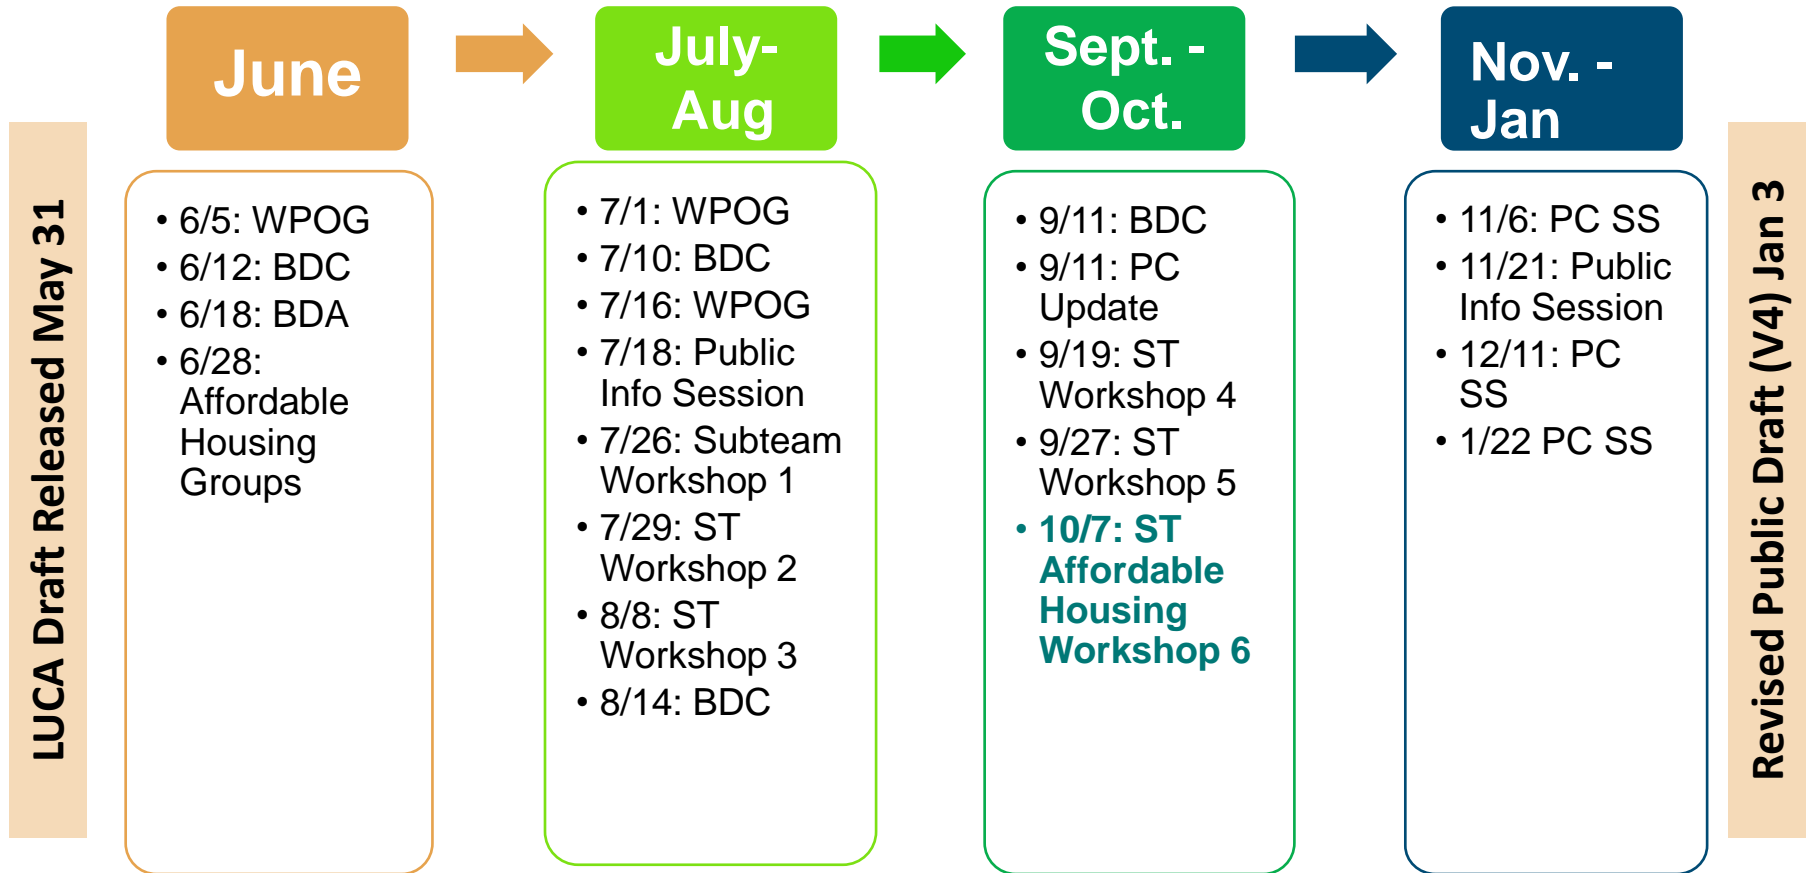 LUCA Draft Released May 31
June
• 6/5: WPOG
• 6/12: BDC
• 6/18: BDA
• 6/28:
Affordable
Housing
Groups
July-
Aug
• 7/1: WPOG
• 7/10: BDC
• 7/16: WPOG
• 7/18: Public
Info Session
• 7/26: Subteam
Workshop 1
• 7/29: ST
Workshop 2
• 8/8: ST
Workshop 3
• 8/14: BDC
Sept. -
Oct.
• 9/11: BDC
• 9/11: PC
Update
• 9/19: ST
Workshop 4
• 9/27: ST
Workshop 5
• 10/7: ST
Affordable
Housing
Workshop 6
Nov. -
Jan
• 11/6: PC SS
• 11/21: Public
Info Session
• 12/11: PC
SS
• 1/22 PC SS
Revised Public Draft (V4) Jan 3